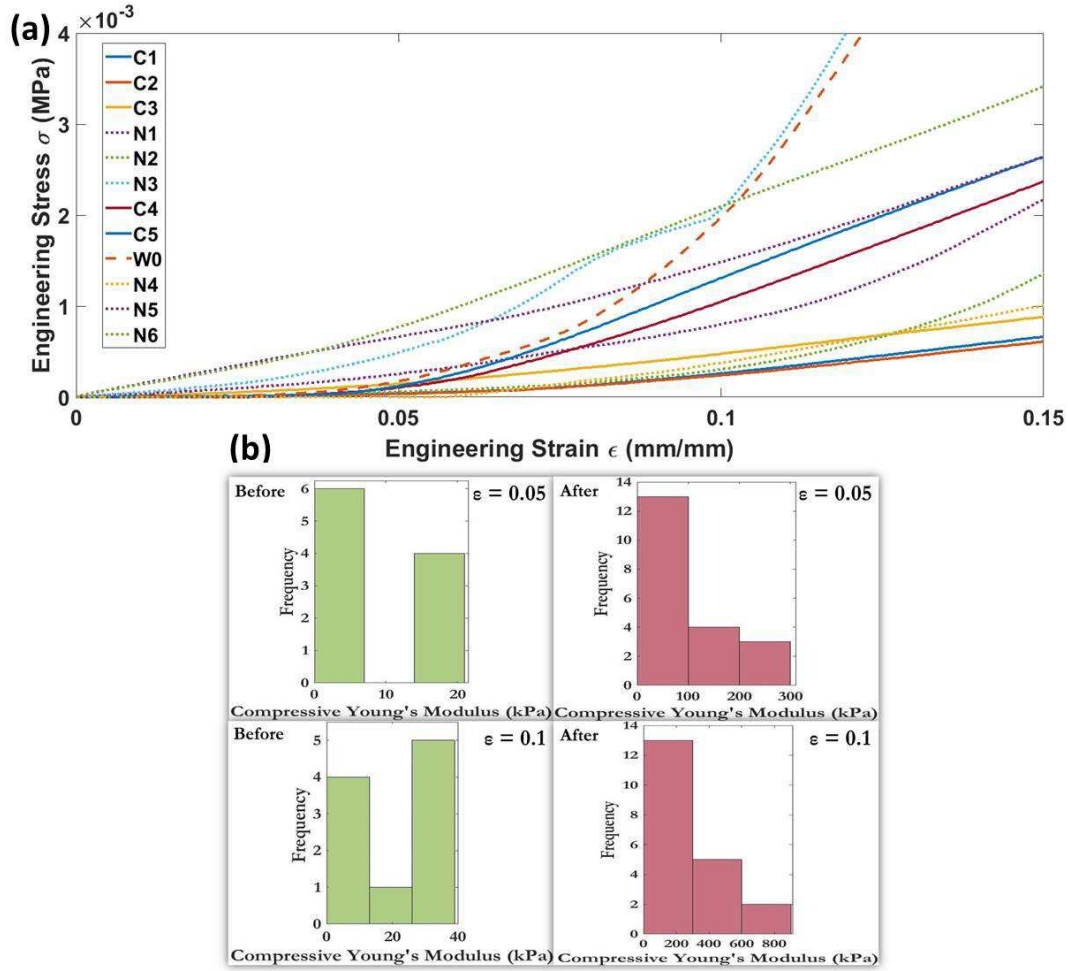 (a)
×10⁻³
4
3
2
1
0
Engineering Stress σ (MPa)
C1
C2
C3
N1
N2
N3
C4
C5
W0
N4
N5
N6
0 0.05 0.1 0.15
Engineering Strain ϵ (mm/mm)
(b)
Before
ε = 0.05
6
5
4
3
2
1
0
Frequency
0 10 20
Compressive Young's Modulus (kPa)
After
ε = 0.05
14
12
10
8
6
4
2
0
Frequency
0 100 200 300
Compressive Young's Modulus (kPa)
Before
ε = 0.1
5
4
3
2
1
0
Frequency
0 20 40
Compressive Young's Modulus (kPa)
After
ε = 0.1
14
12
10
8
6
4
2
0
Frequency
0 200 400 600 800
Compressive Young's Modulus (kPa)